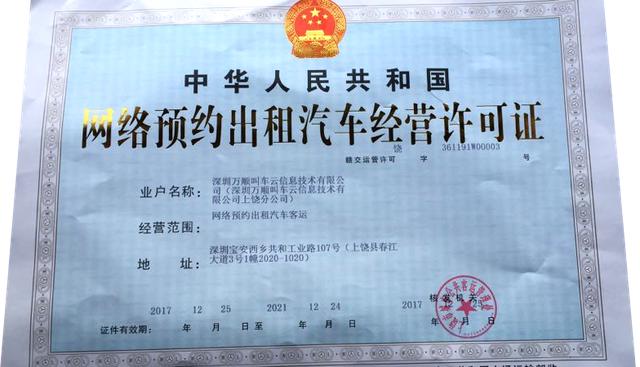 中华人民共和国
网络预约出租汽车经营许可证
赣交运管许可 饶 字 361191W00003 号
业户名称： 深圳万顺叫车云信息技术有限公
司（深圳万顺叫车云信息技术有
限公司上饶分公司）
经营范围： 网络预约出租汽车客运
地 址： 深圳宝安西乡共和工业路107号（上饶县春江
大道3号1幢2020-1020）
核发机关
证件有效期： 2017 年 12 月 25 日至 2021 年 12 月 24 日
2017 年 月 25 日